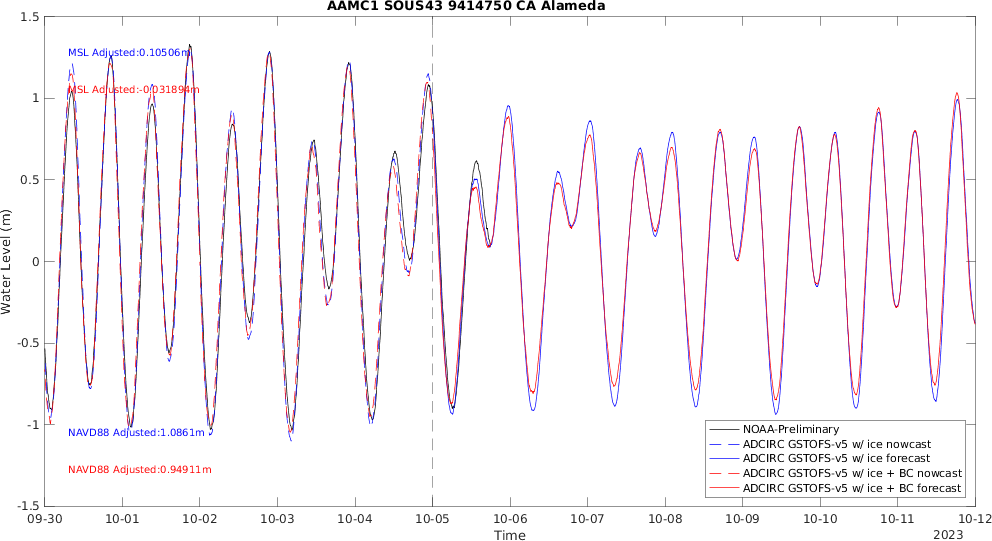 AAMC1 SOUS43 9414750 CA Alameda
1.5
1
0.5
0
-0.5
-1
-1.5
Water Level (m)
MSL Adjusted:0.10506m
MSL Adjusted:-0.031894m
NAVD88 Adjusted:1.0861m
NAVD88 Adjusted:0.94911m
NOAA-Preliminary
ADCIRC GSTOFS-v5 w/ ice nowcast
ADCIRC GSTOFS-v5 w/ ice forecast
ADCIRC GSTOFS-v5 w/ ice + BC nowcast
ADCIRC GSTOFS-v5 w/ ice + BC forecast
09-30 10-01 10-02 10-03 10-04 10-05 10-06 10-07 10-08 10-09 10-10 10-11 10-12
Time
2023